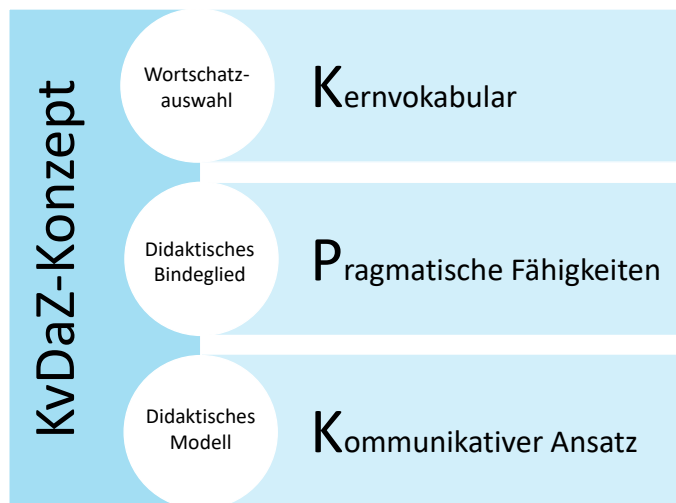 KvDaZ-Konzept
Wortschatz-
auswahl
Kernvokabular
Didaktisches
Bindeglied
Pragmatische Fähigkeiten
Didaktisches
Modell
Kommunikativer Ansatz